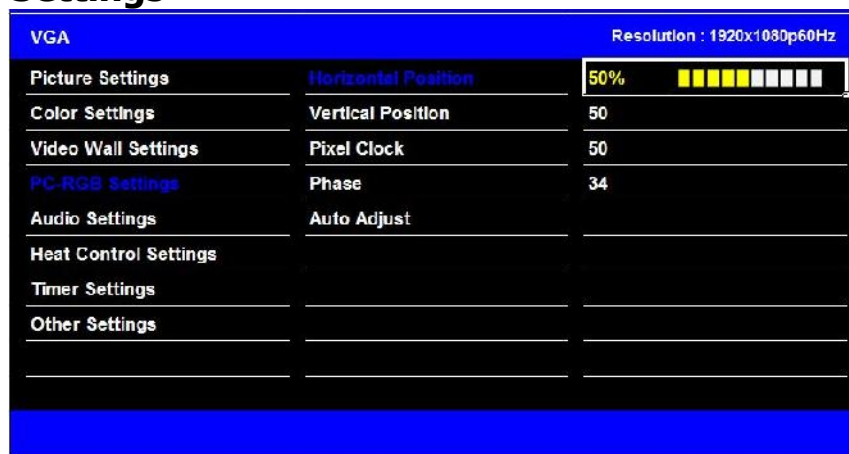 Settings
VGA Resolution : 1920x1080p60Hz
Picture Settings Horizontal Position 50%
Color Settings Vertical Position 50
Video Wall Settings Pixel Clock 50
PC-RGB Settings Phase 34
Audio Settings Auto Adjust
Heat Control Settings
Timer Settings
Other Settings